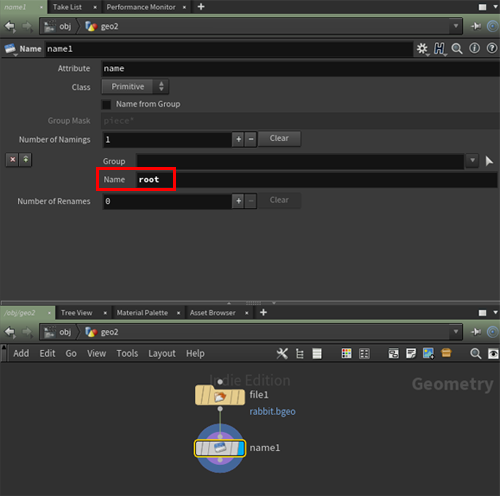 name1 × Take List × Performance Monitor × +
obj geo2
Name name1
Attribute name
Class Primitive
Name from Group
Group Mask piece*
Number of Namings 1 + − Clear
Group
Name root
Number of Renames 0 + − Clear
/obj/geo2 × Tree View × Material Palette × Asset Browser × +
obj geo2
Add Edit Go View Tools Layout Help
Indie Edition
Geometry
file1
rabbit.bgeo
name1